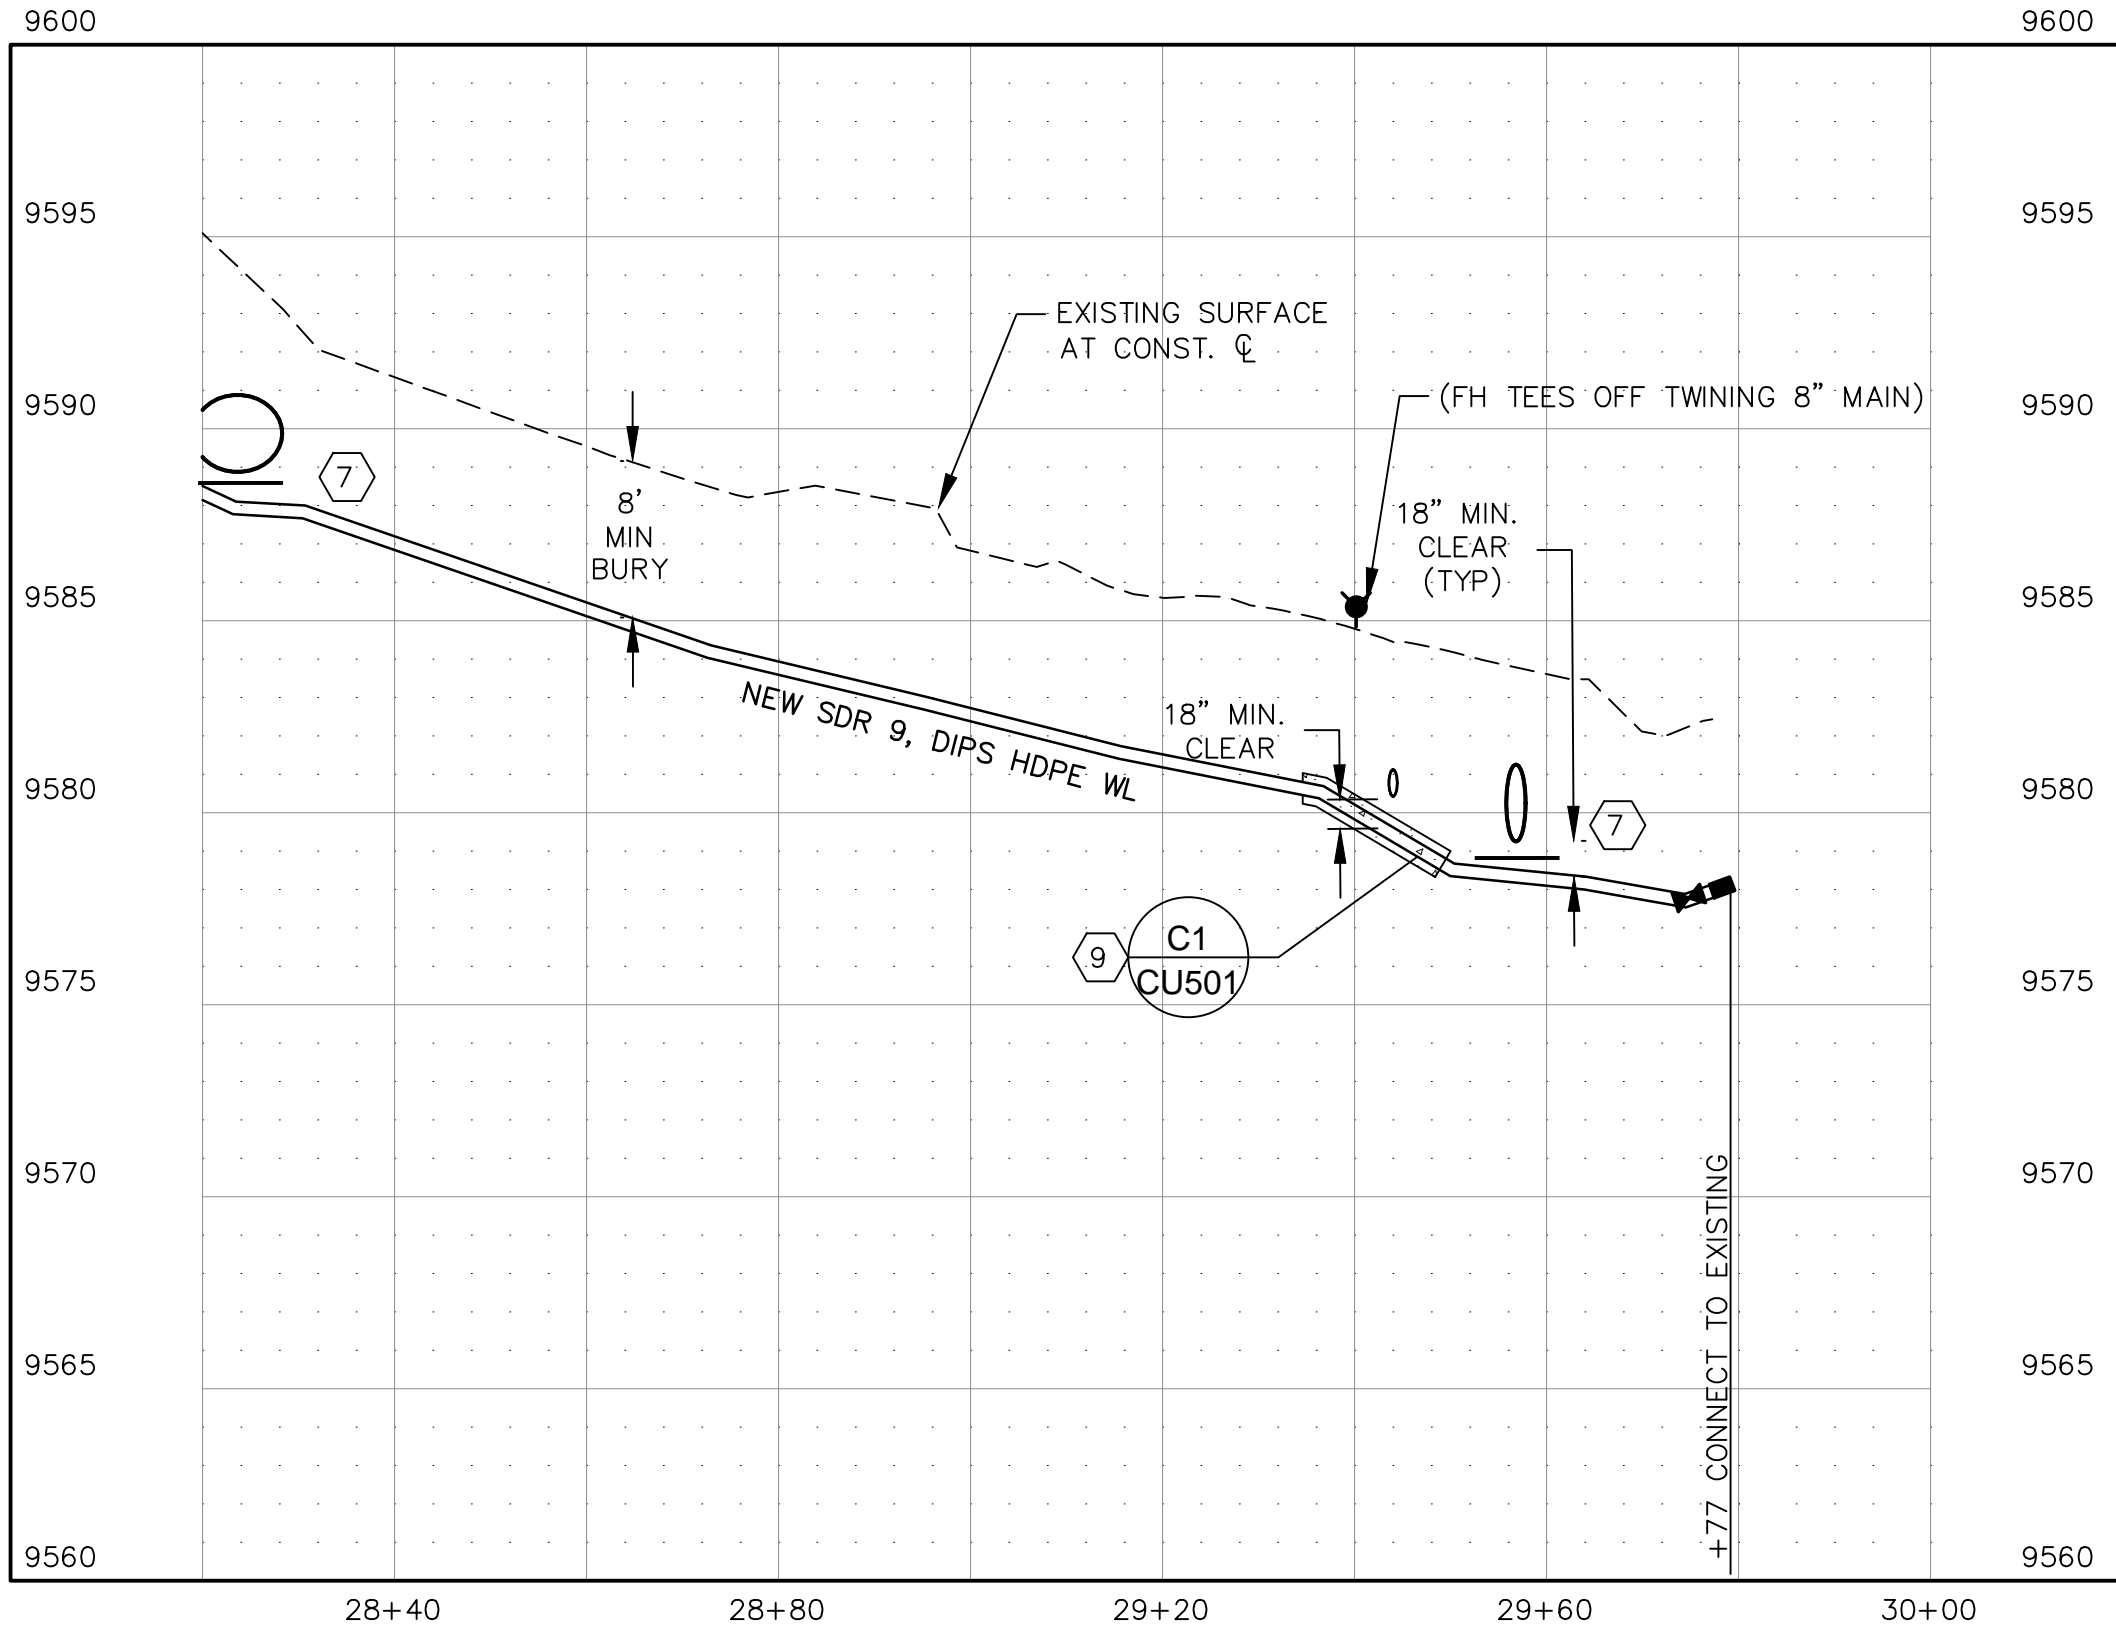 9600
9600
9595
9595
EXISTING SURFACE
AT CONST. ℄
(FH TEES OFF TWINING 8" MAIN)
9590
9590
7
8'
MIN
BURY
18" MIN.
CLEAR
(TYP)
9585
9585
NEW SDR 9, DIPS HDPE WL
18" MIN.
CLEAR
9580
9580
7
9
C1
CU501
9575
9575
9570
9570
+77 CONNECT TO EXISTING
9565
9565
9560
9560
28+40
28+80
29+20
29+60
30+00